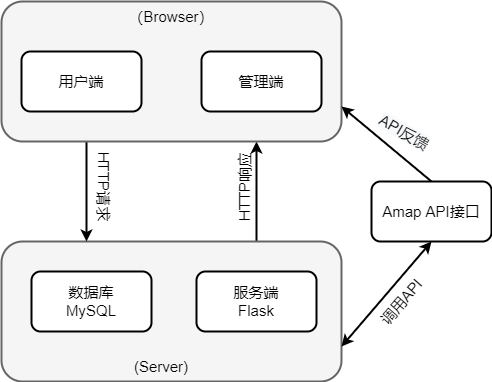 (Browser)
用户端
管理端
HTTP请求
HTTP响应
API反馈
Amap API接口
调用API
数据库
MySQL
服务端
Flask
(Server)